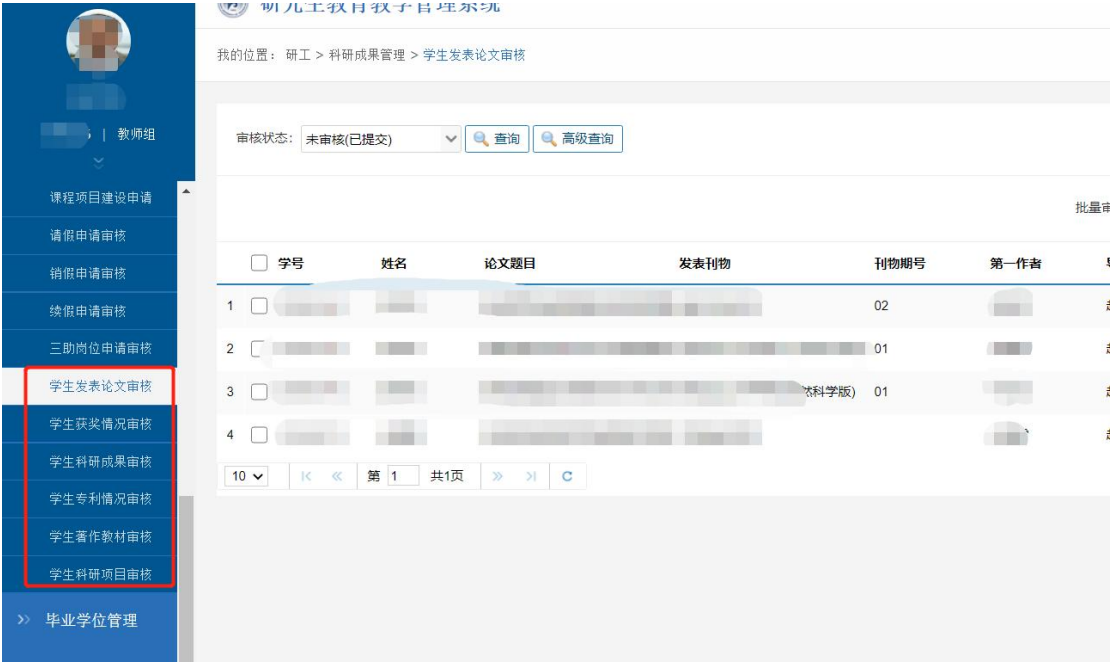 研究生教育教学管理系统
我的位置： 研工 > 科研成果管理 > 学生发表论文审核
| 教师组
审核状态: 未审核(已提交) 查询 高级查询
课程项目建设申请
请假申请审核
销假申请审核
续假申请审核
三助岗位申请审核
学生发表论文审核
学生获奖情况审核
学生科研成果审核
学生专利情况审核
学生著作教材审核
学生科研项目审核
毕业学位管理
批量审
学号 姓名 论文题目 发表刊物 刊物期号 第一作者
1 02
2 01
3 然科学版) 01
4
10 第 1 共1页